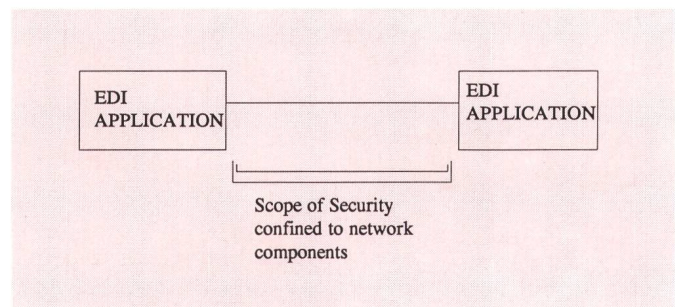 EDI
APPLICATION
EDI
APPLICATION
Scope of Security
confined to network
components